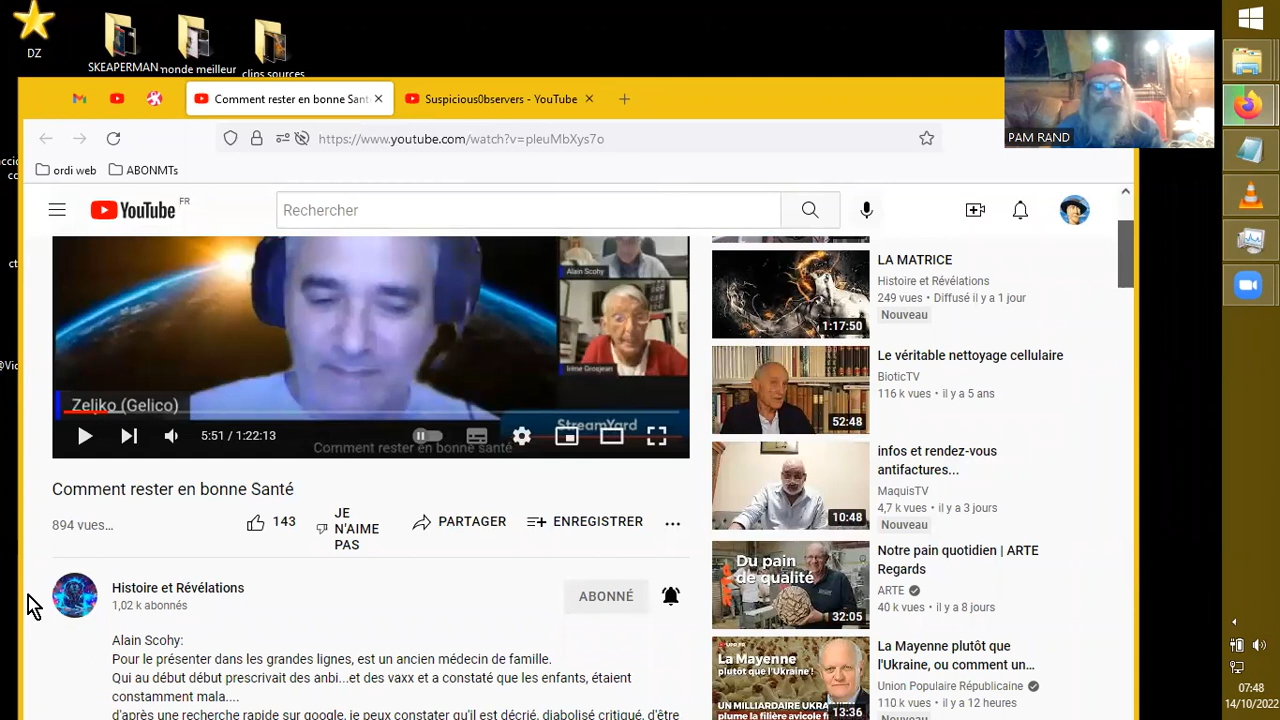 DZ
SKEAPERMAN
monde meilleur
clips sources
Comment rester en bonne Sant
Suspicious0bservers - YouTube
PAM RAND
https://www.youtube.com/watch?v=pleuMbXys7o
ordi web
ABONMTs
YouTube
FR
Rechercher
Alain Scohy
Irène Grosjean
Zeljko (Gelico)
StreamYard
5:51 / 1:22:13
Comment rester en bonne santé
Comment rester en bonne Santé
894 vues...
143
JE
N'AIME
PAS
PARTAGER
ENREGISTRER
Histoire et Révélations
1,02 k abonnés
ABONNÉ
Alain Scohy:
Pour le présenter dans les grandes lignes, est un ancien médecin de famille.
Qui au début début prescrivait des anbi...et des vaxx et a constaté que les enfants, étaient
constamment mala....
d'après une recherche rapide sur google, je peux constater qu'il est décrié, diabolisé critiqué, d'être
LA MATRICE
Histoire et Révélations
249 vues • Diffusé il y a 1 jour
Nouveau
1:17:50
Le véritable nettoyage cellulaire
BioticTV
116 k vues • il y a 5 ans
52:48
infos et rendez-vous
antifactures...
MaquisTV
4,7 k vues • il y a 3 jours
Nouveau
10:48
Du pain
de qualité
32:05
Notre pain quotidien | ARTE
Regards
ARTE
40 k vues • il y a 8 jours
La Mayenne
plutôt que l'Ukraine !
UN MILLIARDAIRE UKRAINIEN
plume la filière avicole
13:36
La Mayenne plutôt que
l'Ukraine, ou comment un...
Union Populaire Républicaine
110 k vues • il y a 12 heures
Nouveau
07:48
14/10/2022